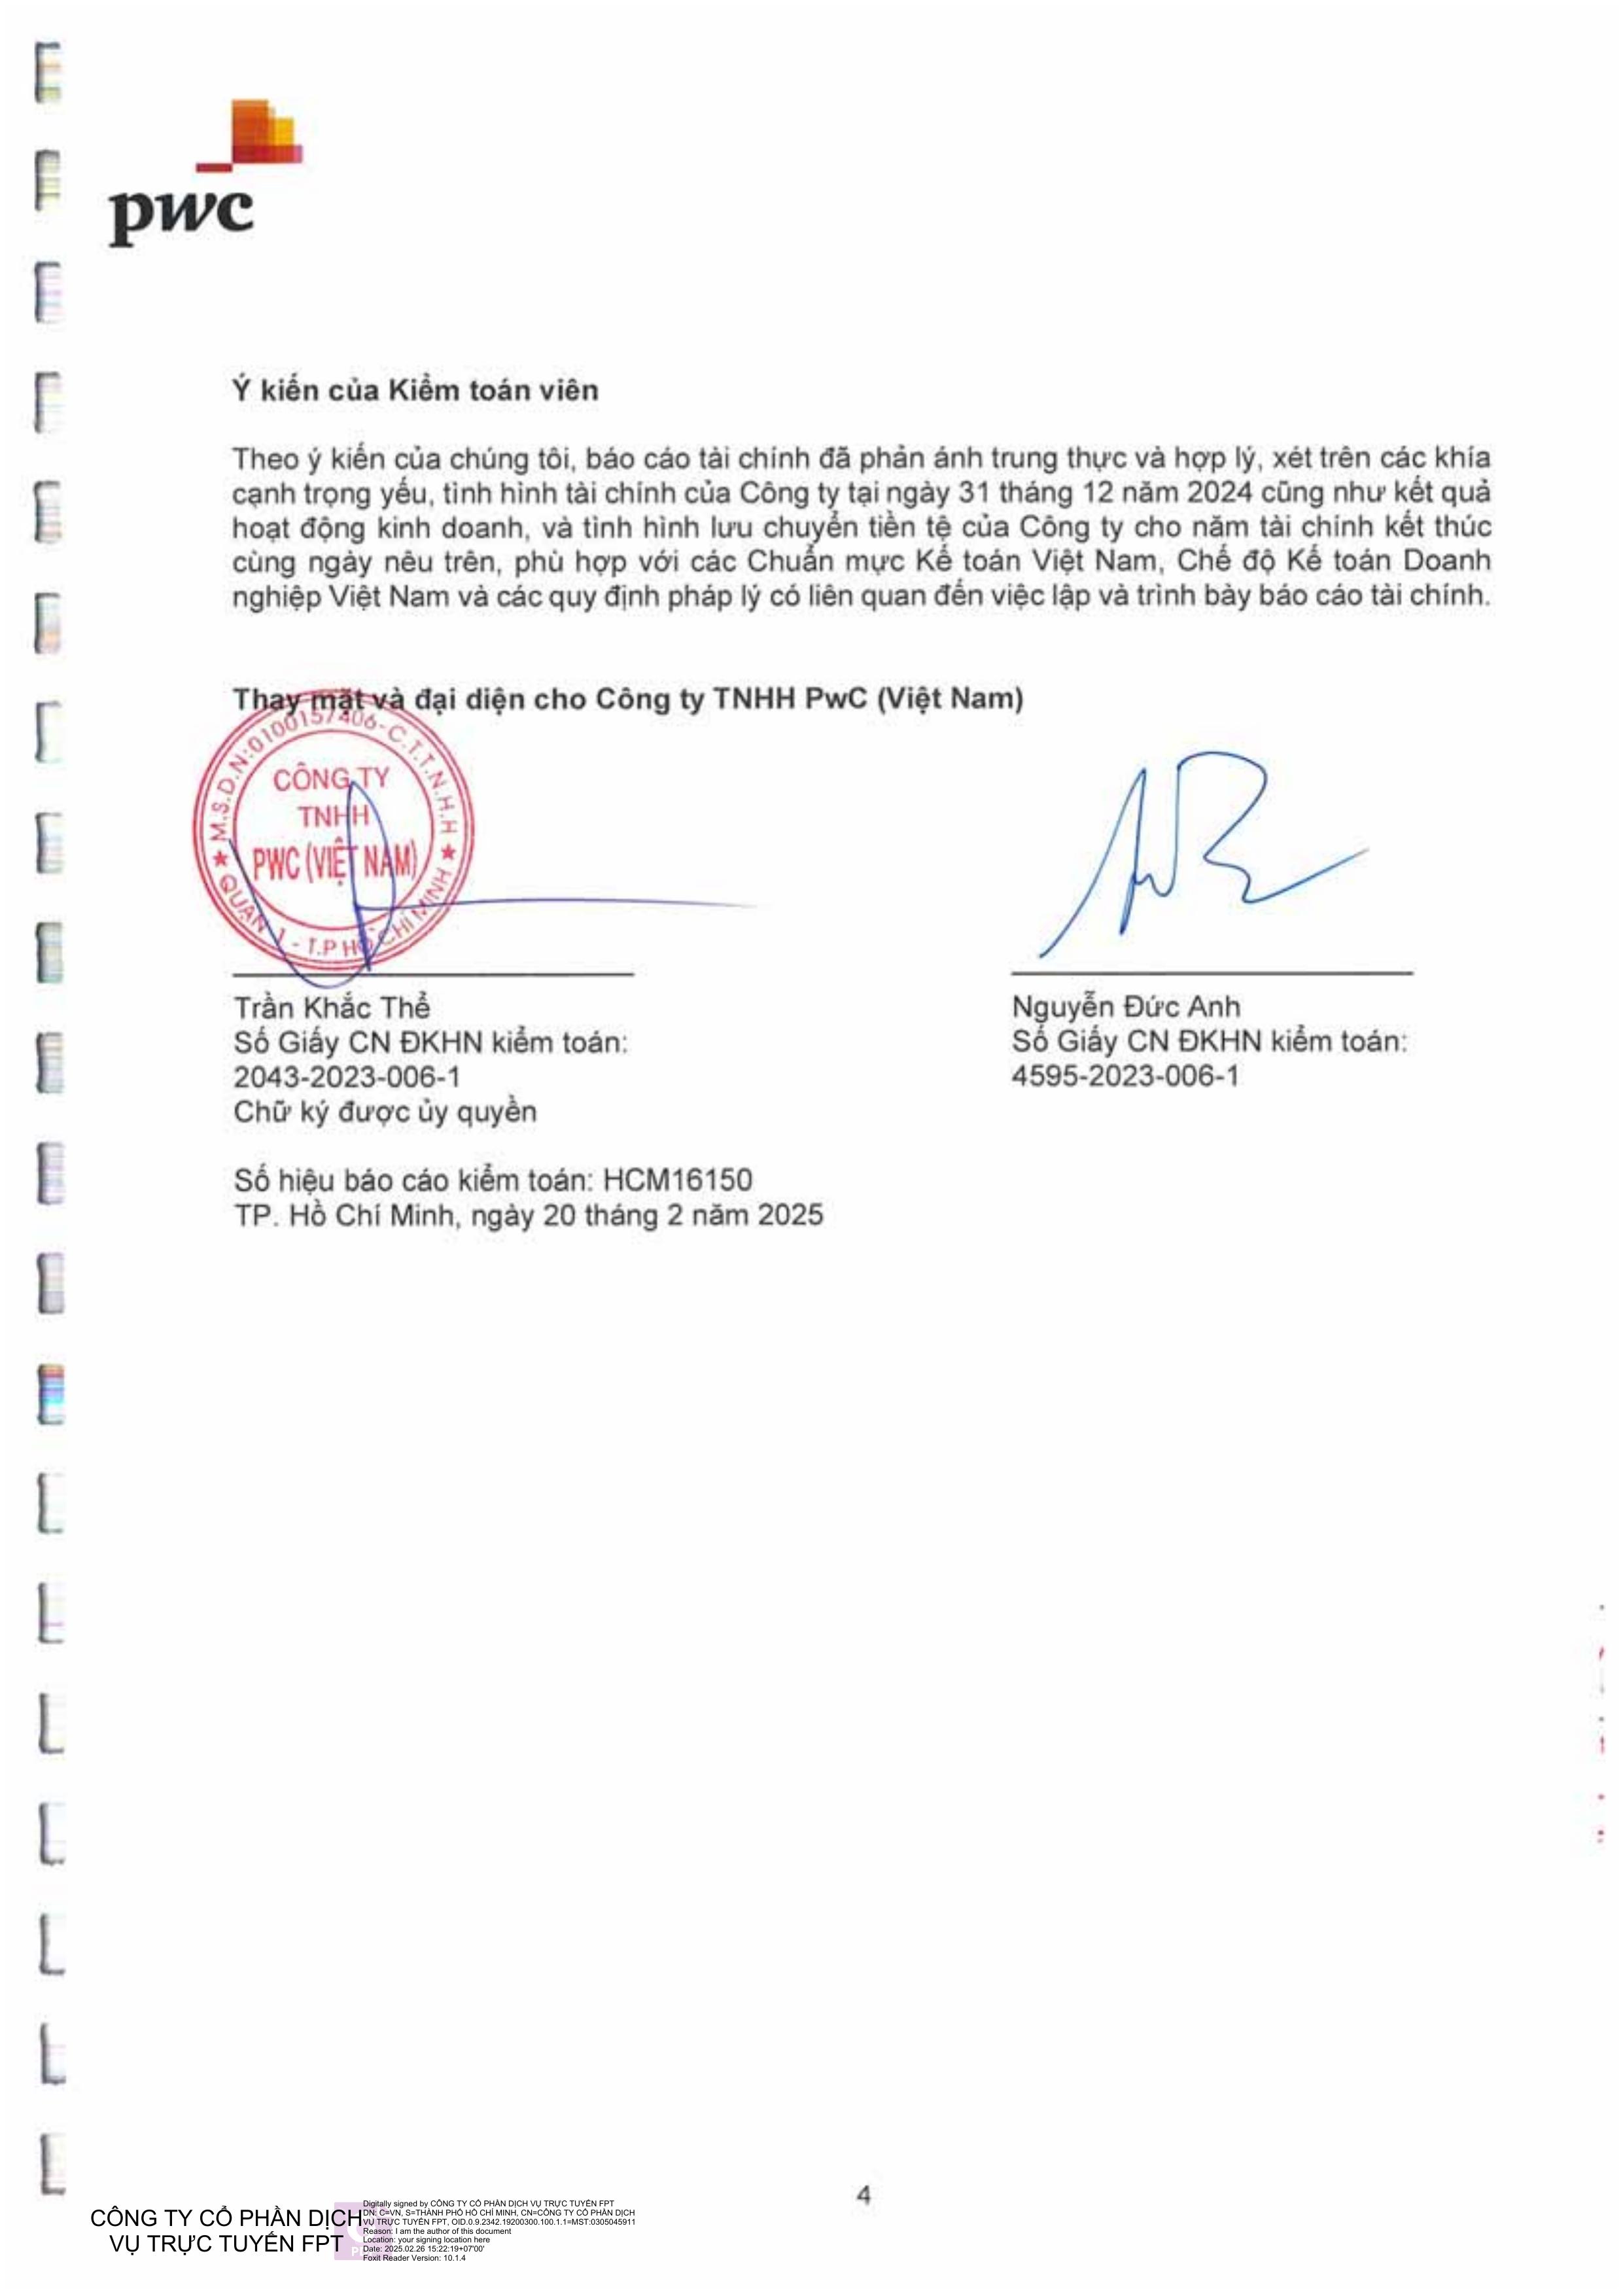 pwc
Ý kiến của Kiểm toán viên
Theo ý kiến của chúng tôi, báo cáo tài chính đã phản ánh trung thực và hợp lý, xét trên các khía
cạnh trọng yếu, tình hình tài chính của Công ty tại ngày 31 tháng 12 năm 2024 cũng như kết quả
hoạt động kinh doanh, và tình hình lưu chuyển tiền tệ của Công ty cho năm tài chính kết thúc
cùng ngày nêu trên, phù hợp với các Chuẩn mực Kế toán Việt Nam, Chế độ Kế toán Doanh
nghiệp Việt Nam và các quy định pháp lý có liên quan đến việc lập và trình bày báo cáo tài chính.
Thay mặt và đại diện cho Công ty TNHH PwC (Việt Nam)
M.S.D.N:0100157406-C.T.T.N.H.H
CÔNG TY
TNHH
PWC (VIỆT NAM)
QUẬN 1 - T.P HỒ CHÍ MINH
Trần Khắc Thể
Số Giấy CN ĐKHN kiểm toán:
2043-2023-006-1
Chữ ký được ủy quyền
Nguyễn Đức Anh
Số Giấy CN ĐKHN kiểm toán:
4595-2023-006-1
Số hiệu báo cáo kiểm toán: HCM16150
TP. Hồ Chí Minh, ngày 20 tháng 2 năm 2025
4
CÔNG TY CỔ PHẦN DỊCH
VỤ TRỰC TUYẾN FPT
Digitally signed by CÔNG TY CỔ PHẦN DỊCH VỤ TRỰC TUYẾN FPT
DN: C=VN, S=THÀNH PHỐ HỒ CHÍ MINH, CN=CÔNG TY CỔ PHẦN DỊCH
VỤ TRỰC TUYẾN FPT, OID.0.9.2342.19200300.100.1.1=MST:0305045911
Reason: I am the author of this document
Location: your signing location here
Date: 2025.02.26 15:22:19+07'00'
Foxit Reader Version: 10.1.4